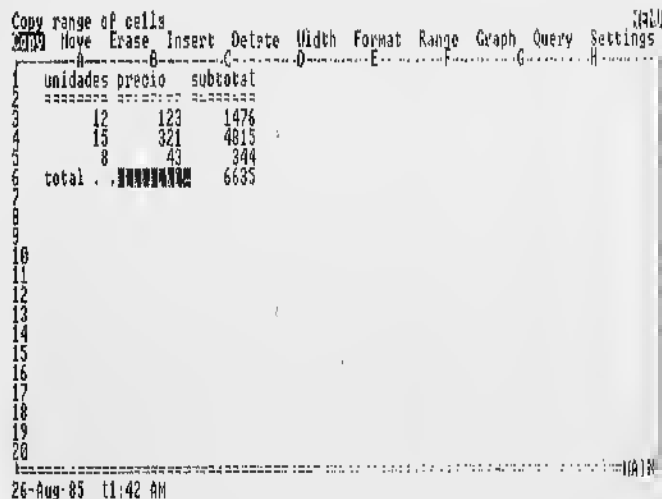 Copy range of cells
Copy Move Erase Insert Delete Width Format Range Graph Query Settings
A B C D E F G H
1 unidades precio subtotal
2 ======== ======== ========
3 12 123 1476
4 15 321 4815
5 8 43 344
6 total . . 6635
7
8
9
10
11
12
13
14
15
16
17
18
19
20
MAIN
26-Aug-85 11:42 AM